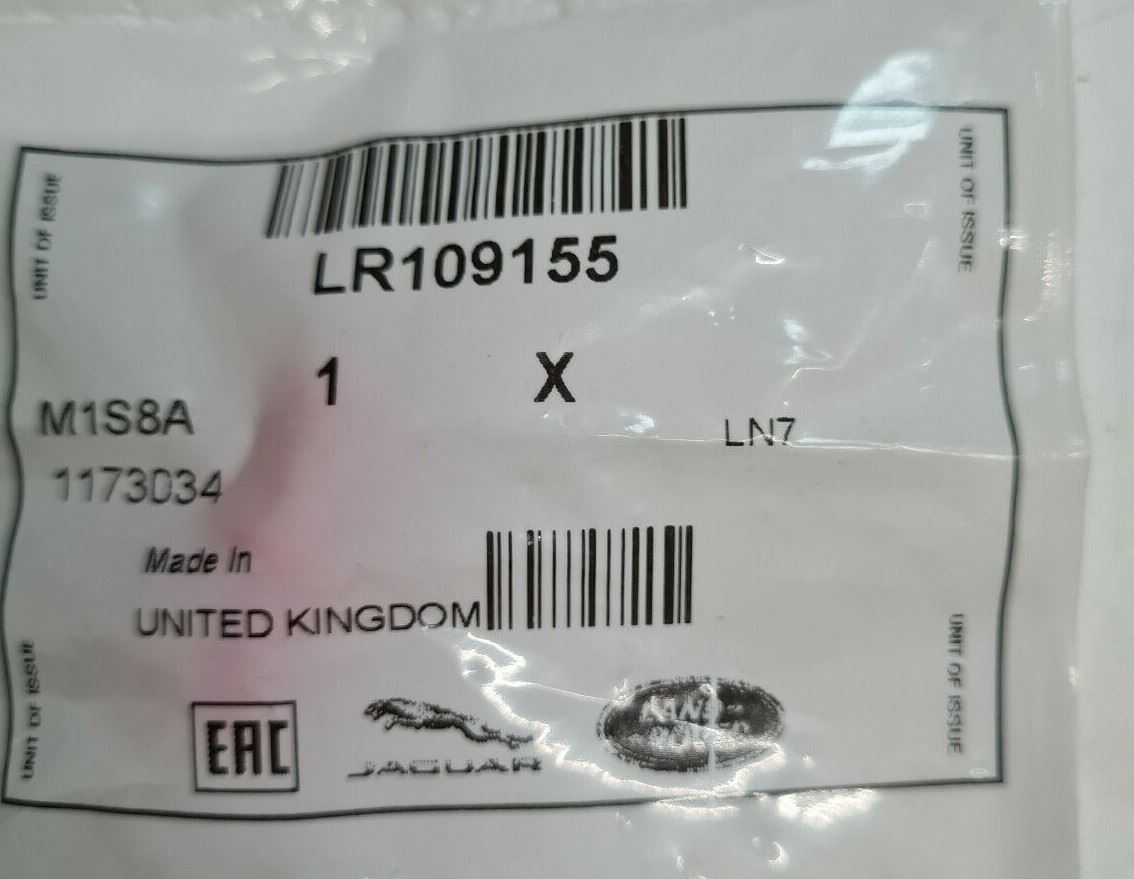 UNIT OF ISSUE
UNIT OF ISSUE
LR109155
1 X
M1S8A
LN7
1173034
Made In
UNITED KINGDOM
UNIT OF ISSUE
UNIT OF ISSUE
EAC
JAGUAR